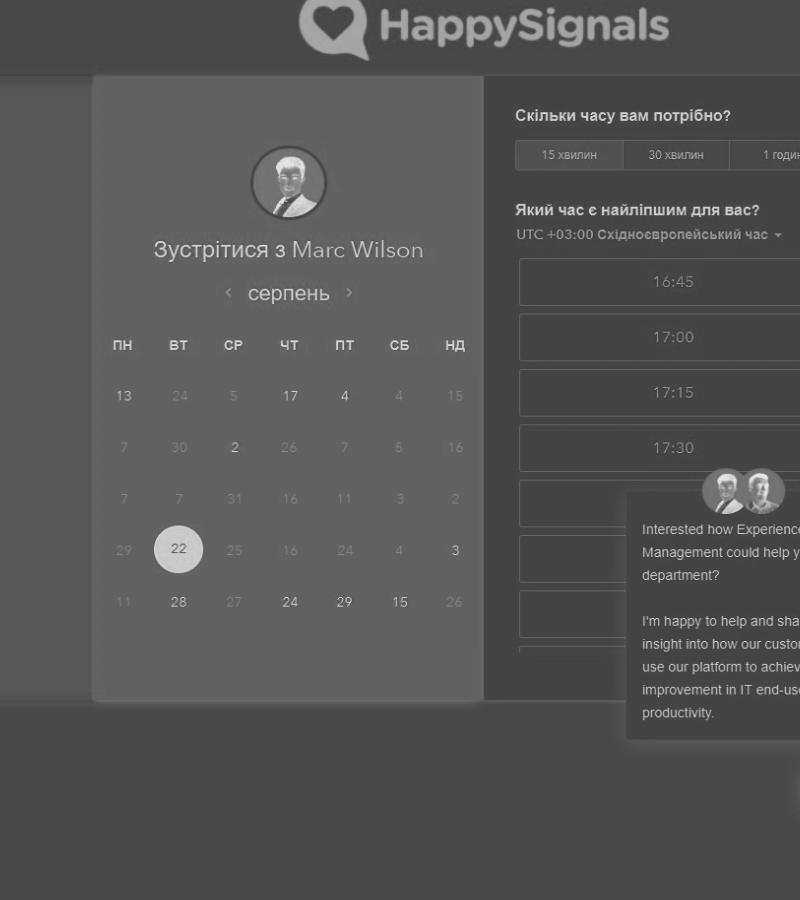 HappySignals
Зустрітися з Marc Wilson
серпень
ПН ВТ СР ЧТ ПТ СБ НД
13 24 5 17 4 4 15
7 30 2 26 7 5 16
7 7 31 16 11 3 2
29 22 25 16 24 4 3
11 28 27 24 29 15 26
Скільки часу вам потрібно?
15 хвилин 30 хвилин 1 годин
Який час є найліпшим для вас?
UTC +03:00 Східноєвропейський час
16:45
17:00
17:15
17:30
Interested how Experience
Management could help y
department?
I'm happy to help and sha
insight into how our custo
use our platform to achiev
improvement in IT end-us
productivity.